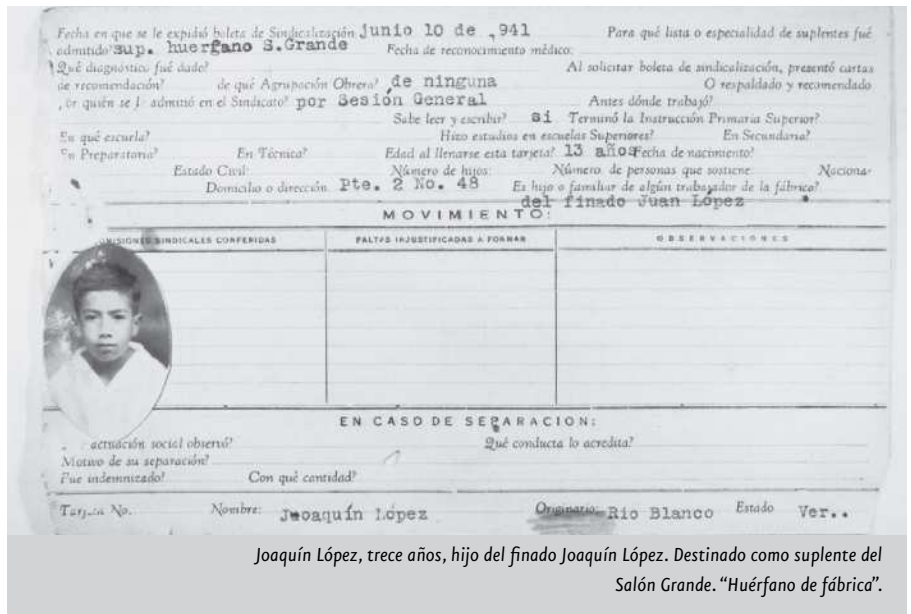 Fecha en que se le expidió boleta de Sindicalización junio 10 de ,941 Para qué lista o especialidad de suplentes fué
admitido? sup. huergano S.Grande Fecha de reconocimiento médico:
Qué diagnóstico fué dado? Al solicitar boleta de sindicalización, presentó cartas
de recomendación? de qué Agrupación Obrera? de ninguna O respaldado y recomendado
or quién se l admitió en el Sindicato? por Sesión General Antes dónde trabajó?
Sabe leer y escribir? si Terminó la Instrucción Primaria Superior?
En qué escuela? Hizo estudios en escuelas Superiores? En Secundaria?
En Preparatoria? En Técnica? Edad al llenarse esta tarjeta? 13 años Fecha de nacimiento?
Estado Civil: Número de hijos: Número de personas que sostiene: Naciona-
Domicilio o dirección Pte. 2 No. 48 Es hijo o familiar de algún trabajador de la fábrica?
del finado Juan López
MOVIMIENTO:
MISIONES SINDICALES CONFERIDAS FALTAS INJUSTIFICADAS A FORMAR OBSERVACIONES
EN CASO DE SEPARACION:
actuación social observó? Qué conducta lo acredita?
Motivo de su separación?
Fue indemnizado? Con qué cantidad?
Tarjeta No. Nombre: Jwoaquín López Originario: Rio Blanco Estado Ver..
Joaquín López, trece años, hijo del finado Joaquín López. Destinado como suplente del
Salón Grande. “Huérfano de fábrica”.